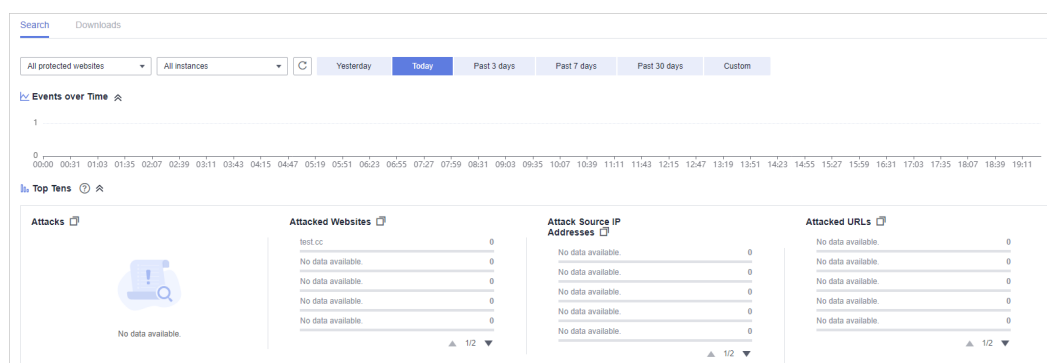 Search Downloads
All protected websites All instances Yesterday Today Past 3 days Past 7 days Past 30 days Custom
Events over Time
1
0
00:00 00:31 01:03 01:35 02:07 02:39 03:11 03:43 04:15 04:47 05:19 05:51 06:23 06:55 07:27 07:59 08:31 09:03 09:35 10:07 10:39 11:11 11:43 12:15 12:47 13:19 13:51 14:23 14:55 15:27 15:59 16:31 17:03 17:35 18:07 18:39 19:11
Top Tens ?
Attacks
No data available.
Attacked Websites
test.cc 0
No data available. 0
No data available. 0
No data available. 0
No data available. 0
1/2
Attack Source IP
Addresses
No data available. 0
No data available. 0
No data available. 0
No data available. 0
No data available. 0
1/2
Attacked URLs
No data available. 0
No data available. 0
No data available. 0
No data available. 0
No data available. 0
1/2